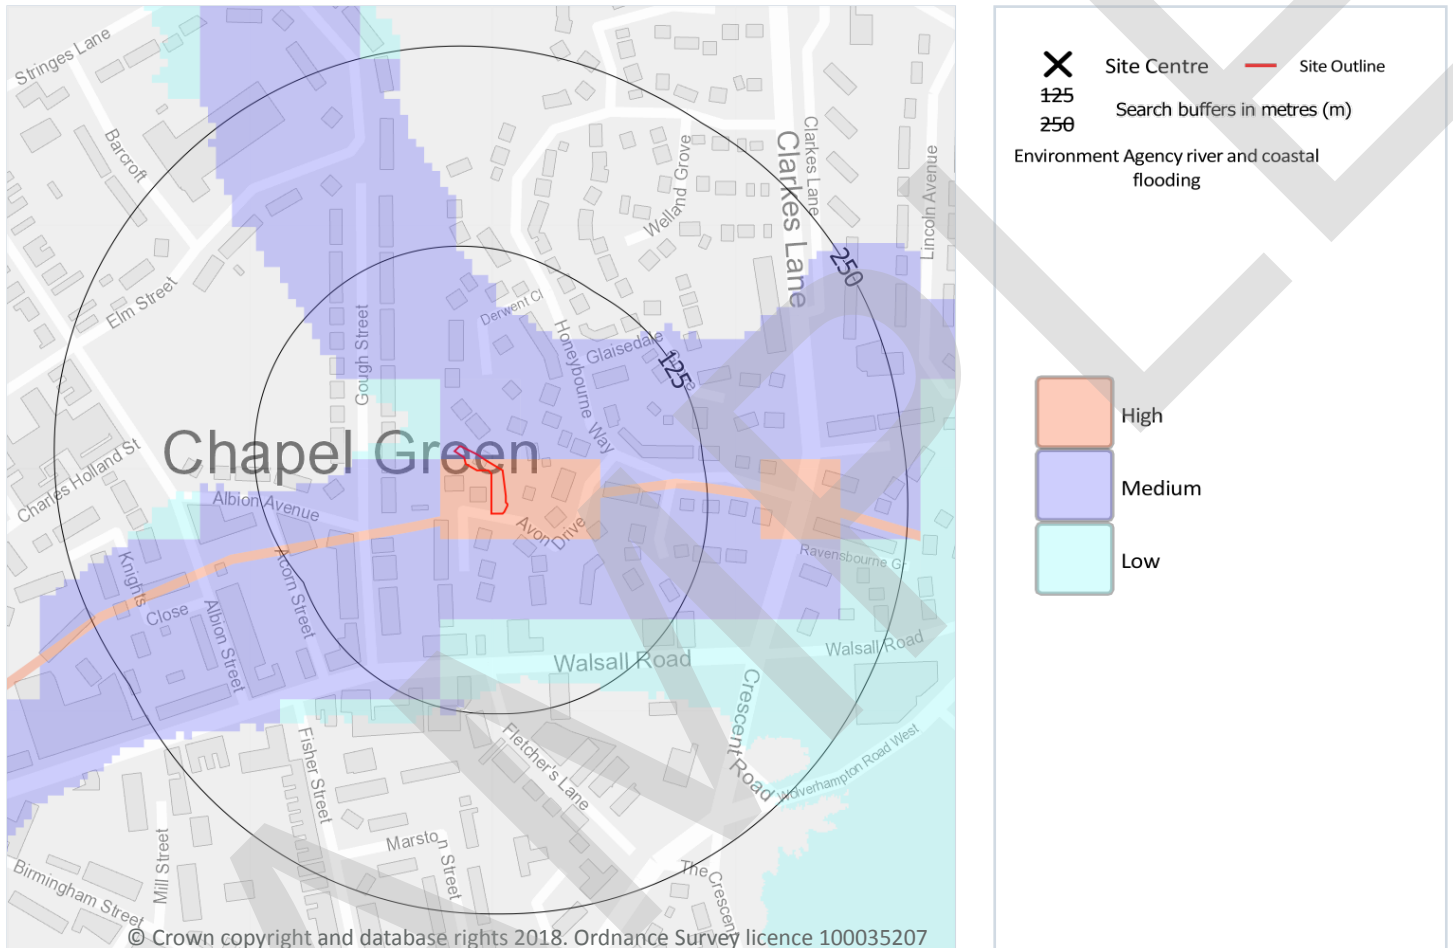 Stringes Lane
Barcroft
Elm Street
Gough Street
Welland Grove
Clarkes Lane
Clarkes Lane
Lincoln Avenue
250
Derwent Cl
Honeybourne Way
Glaisedale
125
Chapel Green
Charles Holland St
Albion Avenue
Avon Drive
Ravensbourne Gr
Knights Close
Albion Street
Acorn Street
Walsall Road
Walsall Road
Crescent Road
Wolverhampton Road West
Fisher Street
Fletcher's Lane
Mill Street
Marston Street
Birmingham Street
The Crescent
© Crown copyright and database rights 2018. Ordnance Survey licence 100035207
Site Centre
Site Outline
125
250
Search buffers in metres (m)
Environment Agency river and coastal
flooding
High
Medium
Low